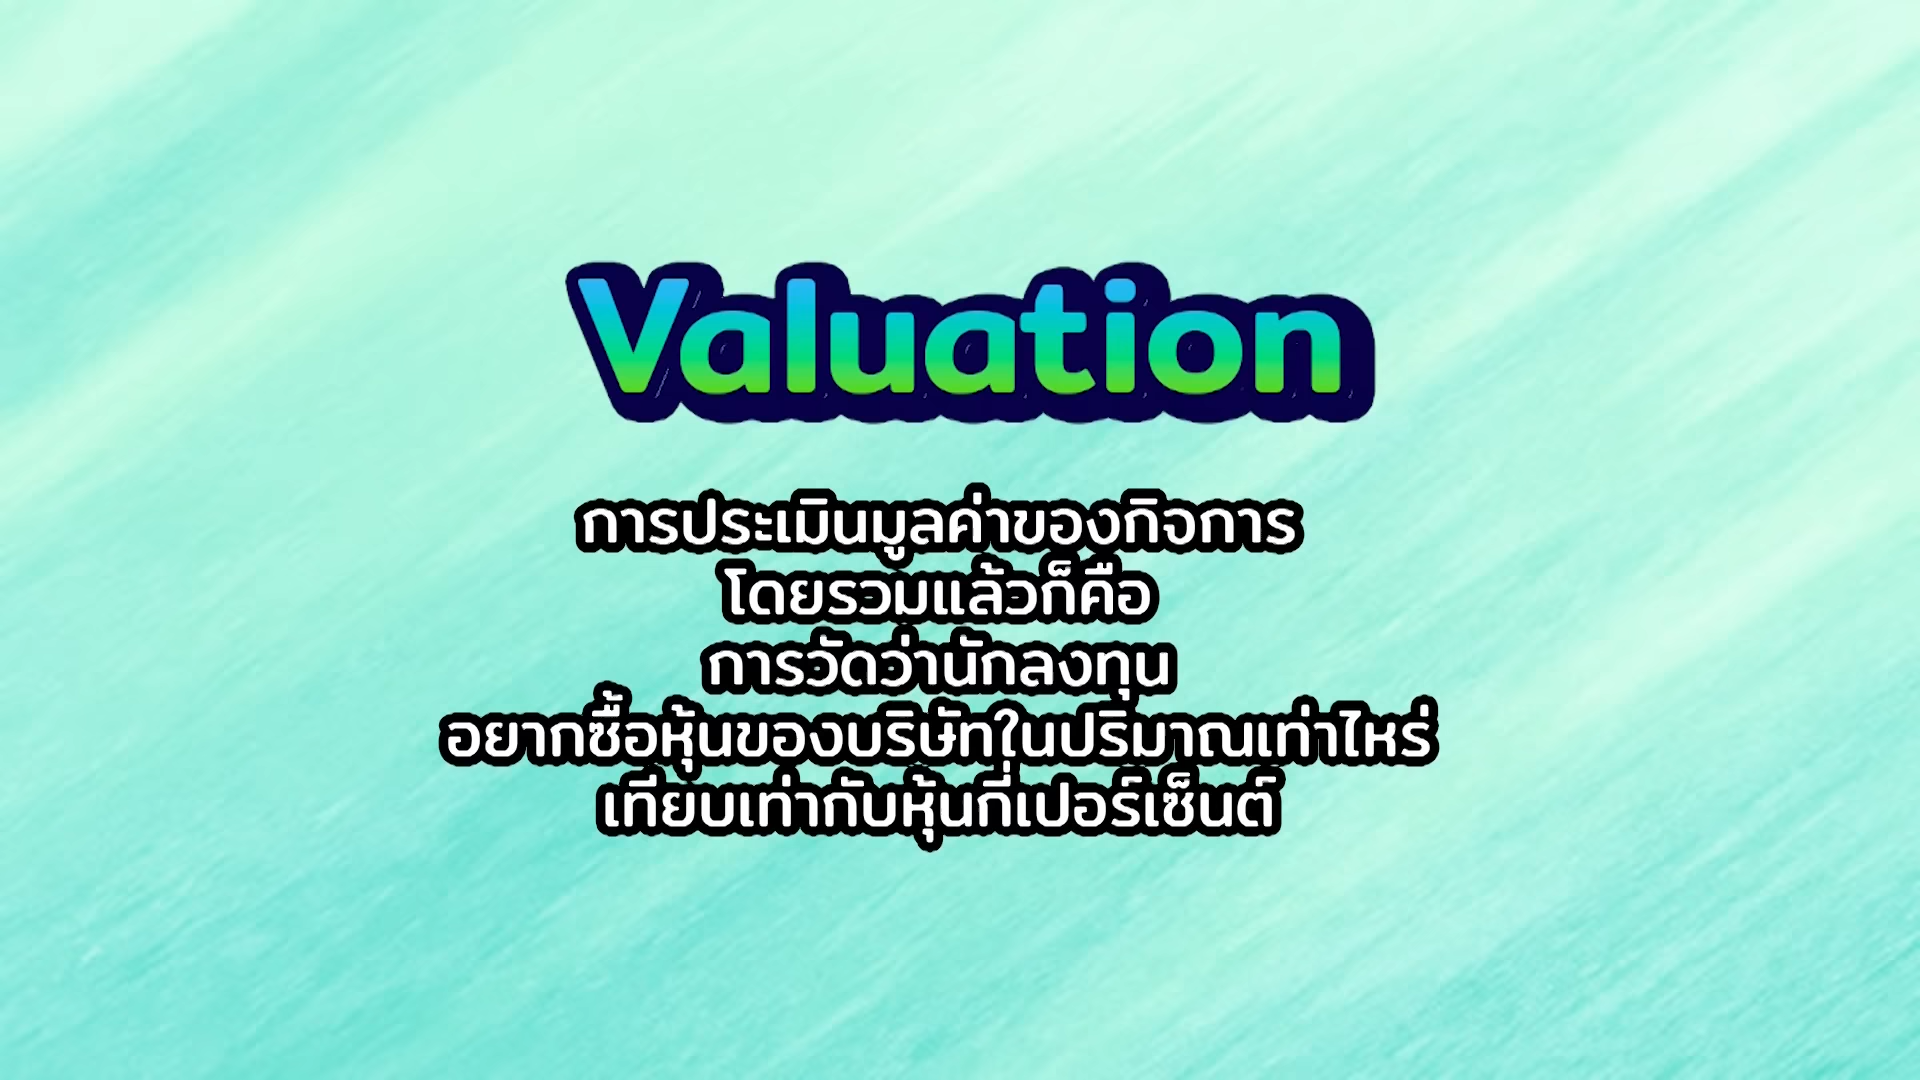 Valuation
การประเมินมูลค่าของกิจการ
โดยรวมแล้วก็คือ
การวัดว่านักลงทุน
อยากซื้อหุ้นของบริษัทในปริมาณเท่าไหร่
เทียบเท่ากับหุ้นกี่เปอร์เซ็นต์